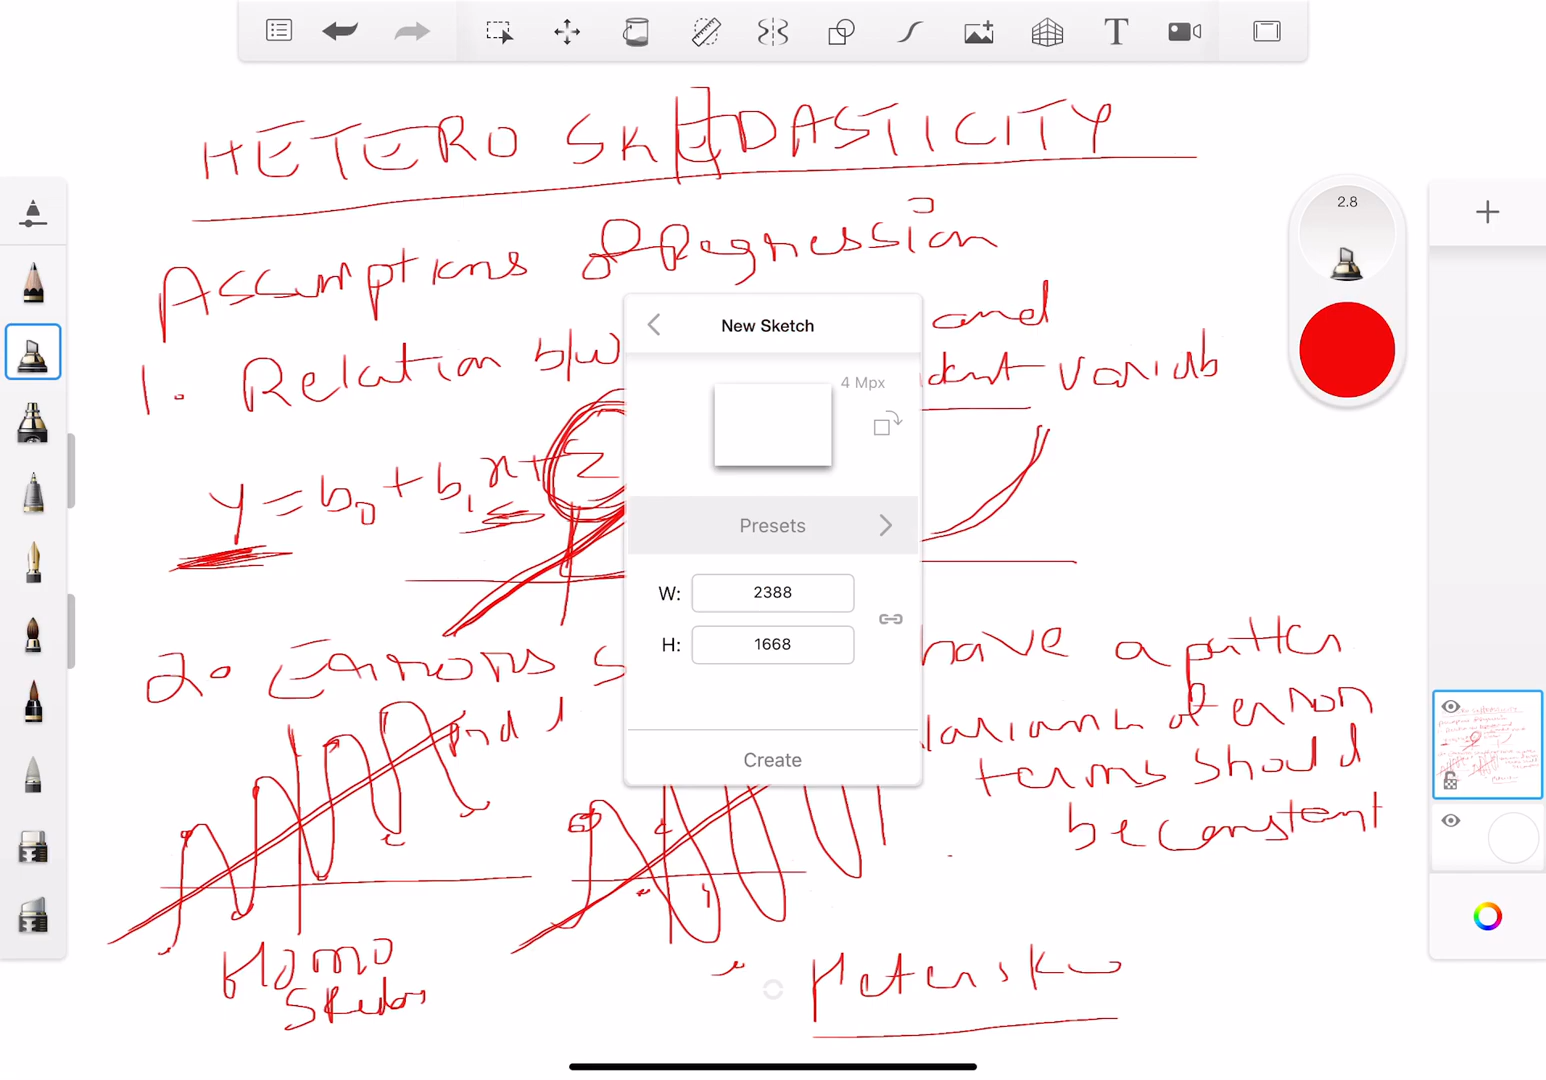 HETERO SKEDASTICITY
Assumptions of Regression
1. Relation b/w and
dent variab
y = b0 + b1x +
2. Errors s have a patter
and
variance of error
terms should
be constant
Homo
Skedas
Hetersk
2.8
New Sketch
4 Mpx
Presets
W: 2388
H: 1668
Create